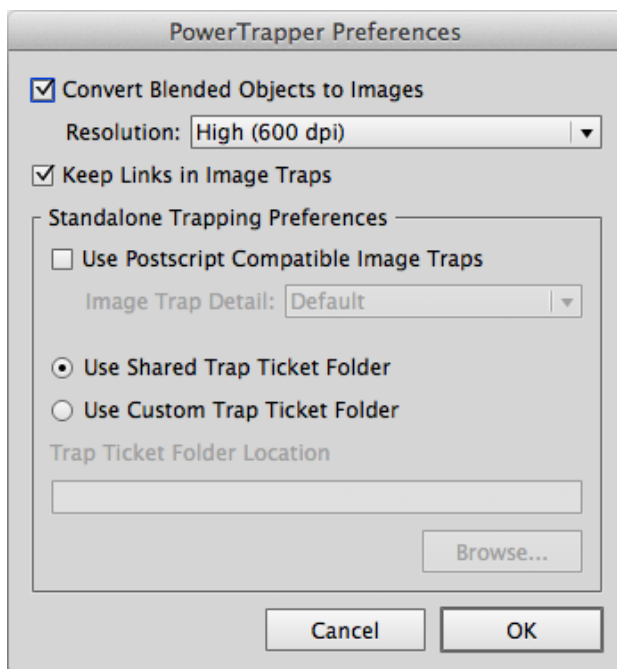 PowerTrapper Preferences
Convert Blended Objects to Images
Resolution: High (600 dpi)
Keep Links in Image Traps
Standalone Trapping Preferences
Use Postscript Compatible Image Traps
Image Trap Detail: Default
Use Shared Trap Ticket Folder
Use Custom Trap Ticket Folder
Trap Ticket Folder Location
Browse...
Cancel OK